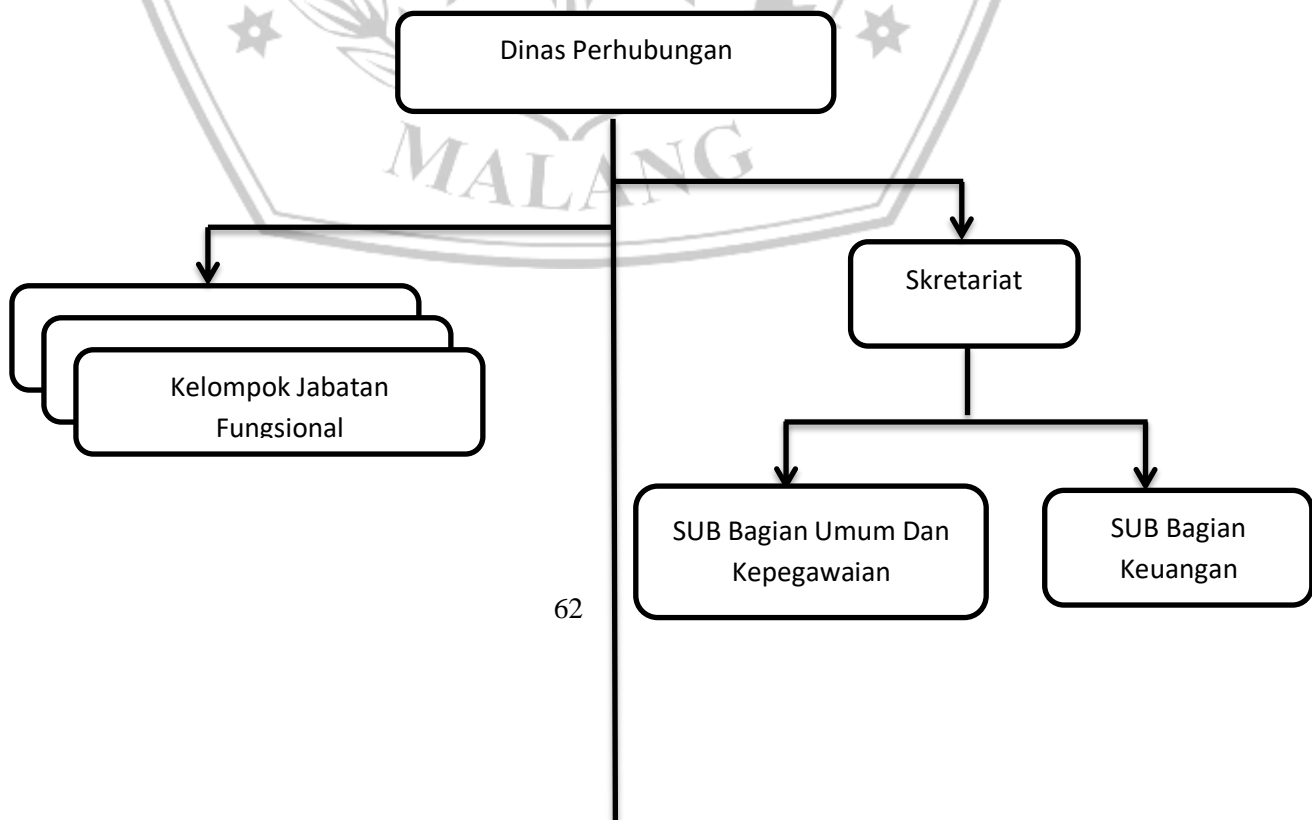 Dinas Perhubungan
MALANG
Skretariat
Kelompok Jabatan
Fungsional
SUB Bagian Umum Dan
Kepegawaian
SUB Bagian
Keuangan
62